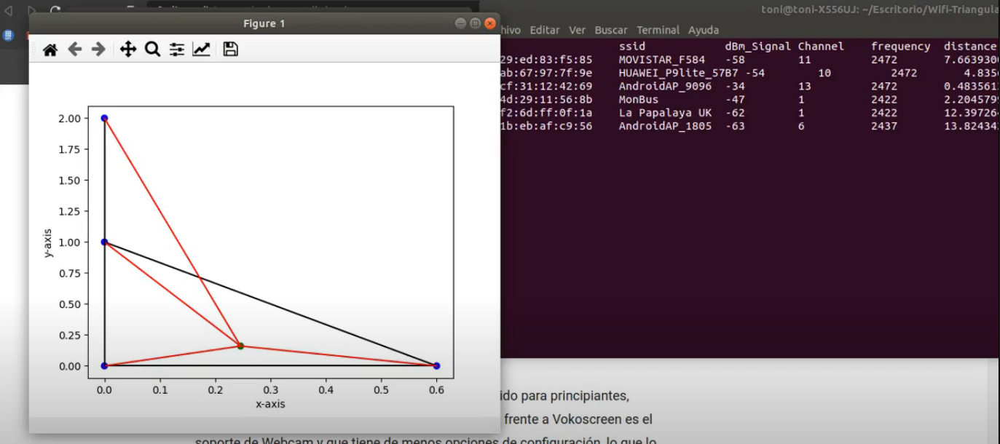 Figure 1
toni@toni-X556UJ: ~/Escritorio/Wifi-Triangula
hivo Editar Ver Buscar Terminal Ayuda
ssid dBm_Signal Channel frequency distance
29:ed:83:f5:85 MOVISTAR_F584 -58 11 2472 7.6639300
ab:67:97:7f:9e HUAWEI_P9lite_57B7 -54 10 2472 4.835
cf:31:12:42:69 AndroidAP_9096 -34 13 2472 0.483561
4d:29:11:56:8b MonBus -47 1 2422 2.204579
f2:6d:ff:0f:1a La Papalaya UK -62 1 2422 12.397264
1b:eb:af:c9:56 AndroidAP_1805 -63 6 2437 13.82434
2.00
1.75
1.50
1.25
1.00
0.75
0.50
0.25
0.00
y-axis
0.0 0.1 0.2 0.3 0.4 0.5 0.6
x-axis
ido para principiantes,
frente a Vokoscreen es el
soporte de Webcam y que tiene de menos opciones de configuración, lo que lo